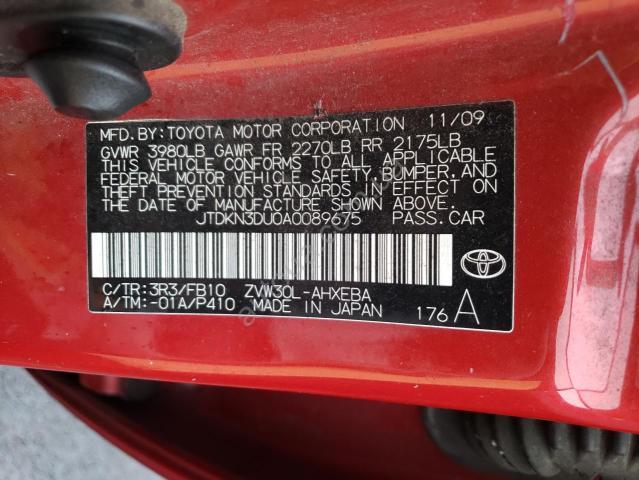 MFD.BY:TOYOTA MOTOR CORPORATION 11/09
GVWR 3980LB GAWR FR 2270LB RR 2175LB
THIS VEHICLE CONFORMS TO ALL APPLICABLE
FEDERAL MOTOR VEHICLE SAFETY,BUMPER,AND
THEFT PREVENTION STANDARDS IN EFFECT ON
THE DATE OF MANUFACTURE SHOWN ABOVE.
JTDKN3DU0A0089675 PASS.CAR
C/TR:3R3/FB10 ZVW30L-AHXEBA
A/TM:-01A/P410 MADE IN JAPAN 176 A